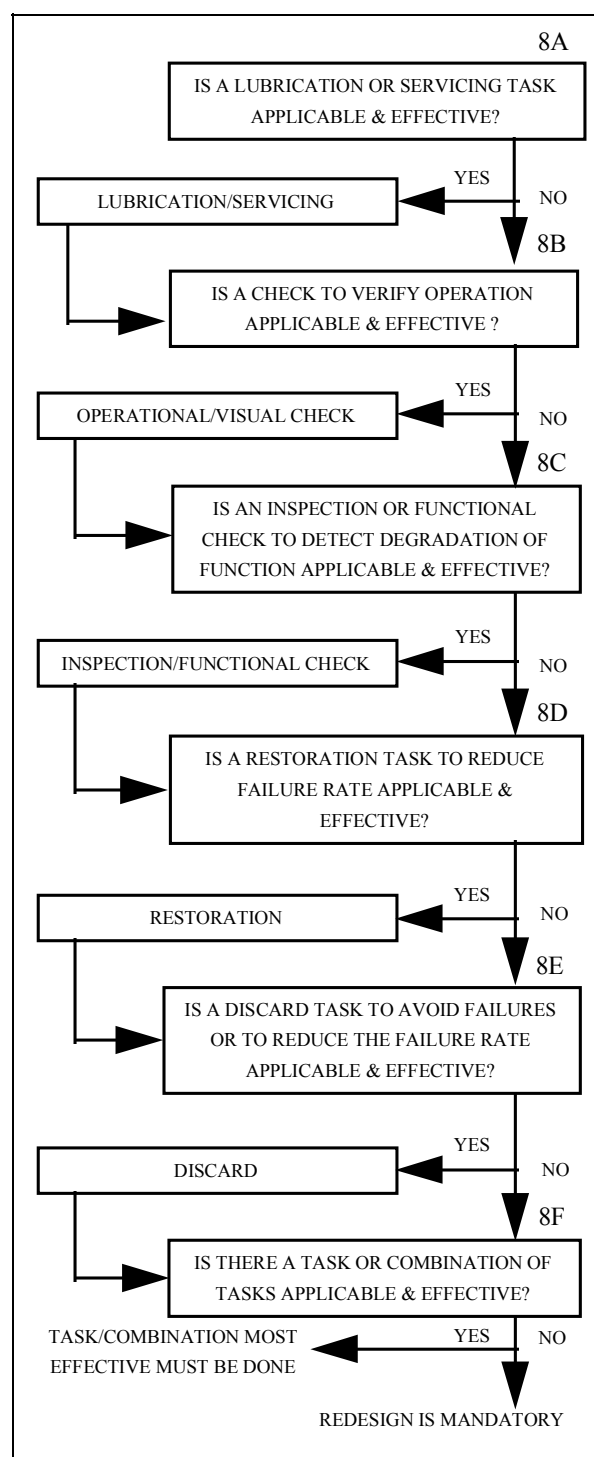 8A
IS A LUBRICATION OR SERVICING TASK
APPLICABLE & EFFECTIVE?
YES
NO
LUBRICATION/SERVICING
8B
IS A CHECK TO VERIFY OPERATION
APPLICABLE & EFFECTIVE ?
YES
NO
OPERATIONAL/VISUAL CHECK
8C
IS AN INSPECTION OR FUNCTIONAL
CHECK TO DETECT DEGRADATION OF
FUNCTION APPLICABLE & EFFECTIVE?
YES
NO
INSPECTION/FUNCTIONAL CHECK
8D
IS A RESTORATION TASK TO REDUCE
FAILURE RATE APPLICABLE &
EFFECTIVE?
YES
NO
RESTORATION
8E
IS A DISCARD TASK TO AVOID FAILURES
OR TO REDUCE THE FAILURE RATE
APPLICABLE & EFFECTIVE?
YES
NO
DISCARD
8F
IS THERE A TASK OR COMBINATION OF
TASKS APPLICABLE & EFFECTIVE?
YES
NO
TASK/COMBINATION MOST
EFFECTIVE MUST BE DONE
REDESIGN IS MANDATORY